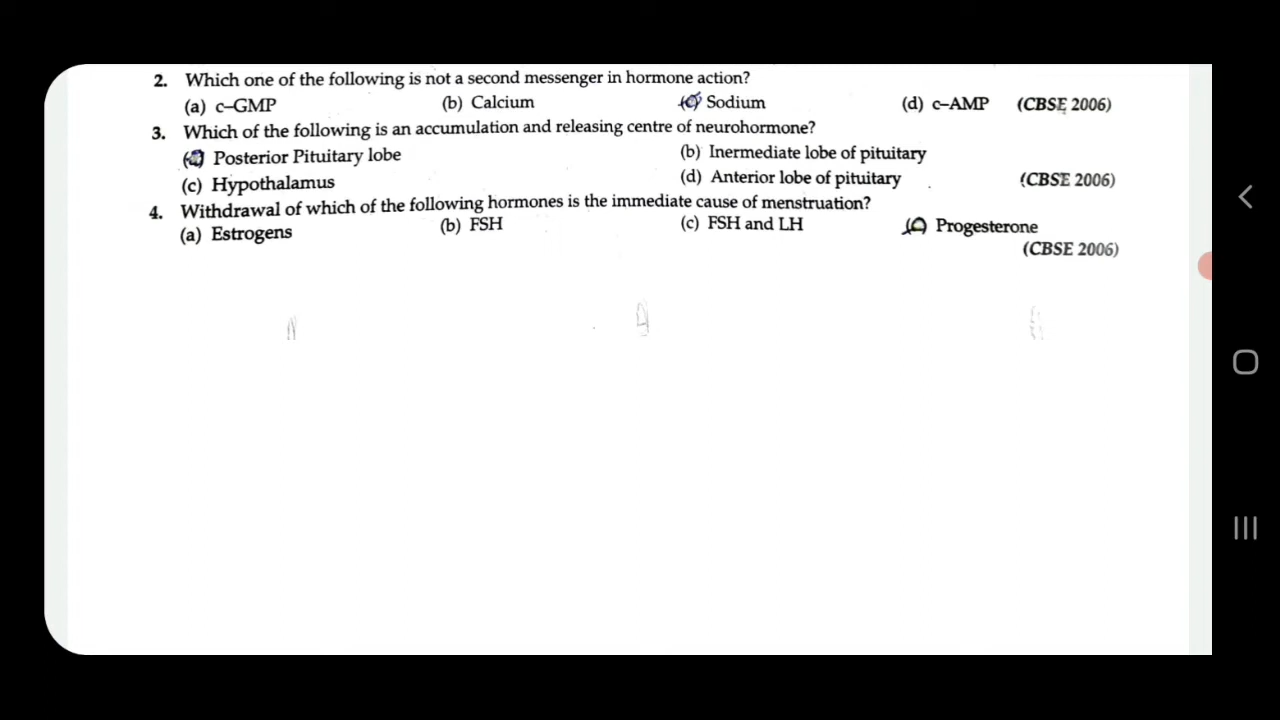 2. Which one of the following is not a second messenger in hormone action?
(a) c–GMP (b) Calcium (c) Sodium (d) c–AMP (CBSE 2006)
3. Which of the following is an accumulation and releasing centre of neurohormone?
Posterior Pituitary lobe (b) Inermediate lobe of pituitary
(c) Hypothalamus (d) Anterior lobe of pituitary (CBSE 2006)
4. Withdrawal of which of the following hormones is the immediate cause of menstruation?
(a) Estrogens (b) FSH (c) FSH and LH Progesterone
(CBSE 2006)